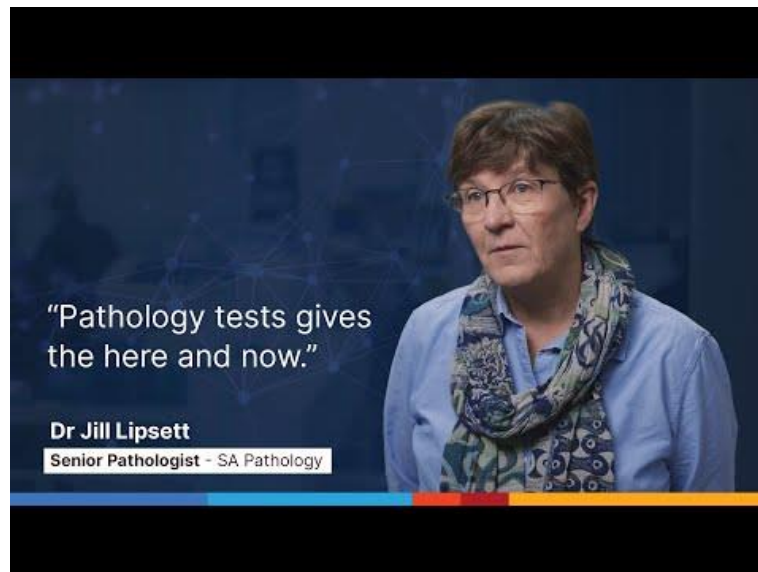 “Pathology tests gives
the here and now.”
Dr Jill Lipsett
Senior Pathologist - SA Pathology